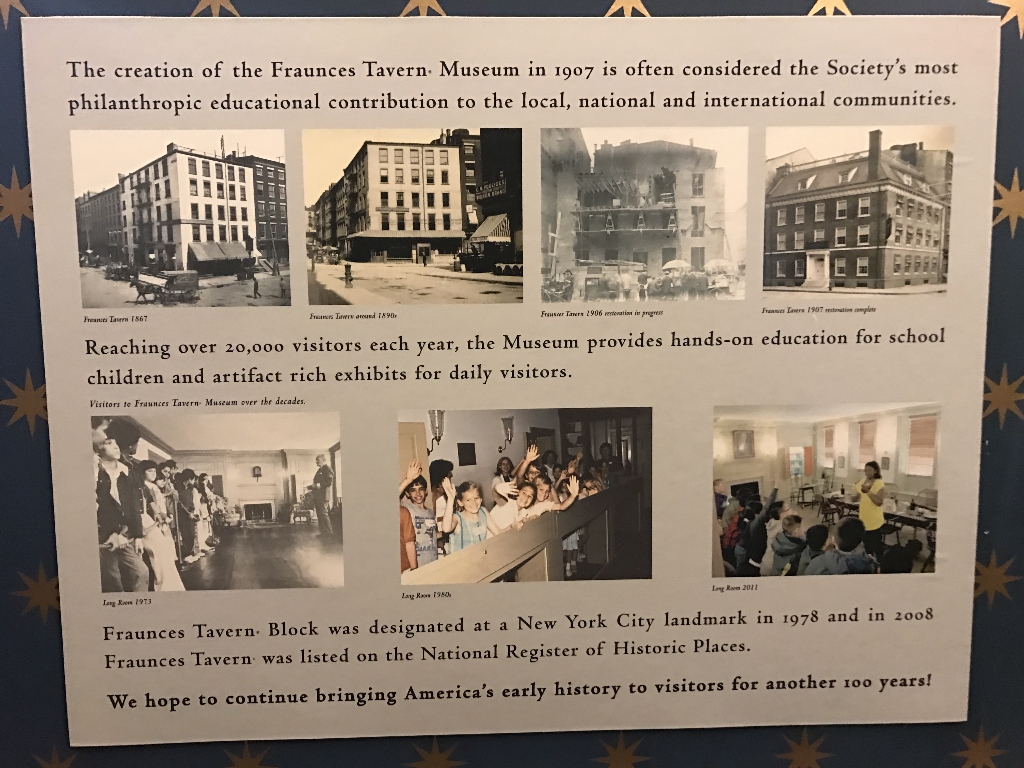 The creation of the Fraunces Tavern® Museum in 1907 is often considered the Society's most
philanthropic educational contribution to the local, national and international communities.
Fraunces Tavern 1867
Fraunces Tavern around 1890s
Fraunces Tavern 1906 restoration in progress
Fraunces Tavern 1907 restoration complete
Reaching over 20,000 visitors each year, the Museum provides hands-on education for school
children and artifact rich exhibits for daily visitors.
Visitors to Fraunces Tavern® Museum over the decades.
Long Room 1973
Long Room 1980s
Long Room 2011
Fraunces Tavern® Block was designated at a New York City landmark in 1978 and in 2008
Fraunces Tavern® was listed on the National Register of Historic Places.
We hope to continue bringing America's early history to visitors for another 100 years!